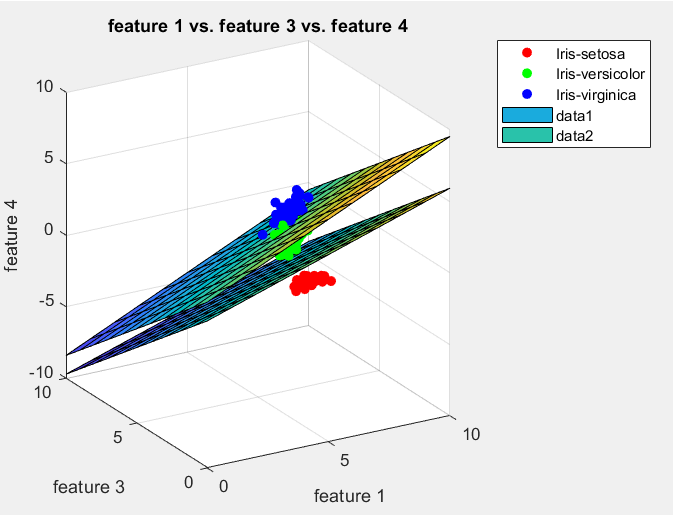 feature 1 vs. feature 3 vs. feature 4
Iris-setosa
Iris-versicolor
Iris-virginica
data1
data2
10
5
0
-5
-10
feature 4
10
5
0
feature 3
0
5
10
feature 1